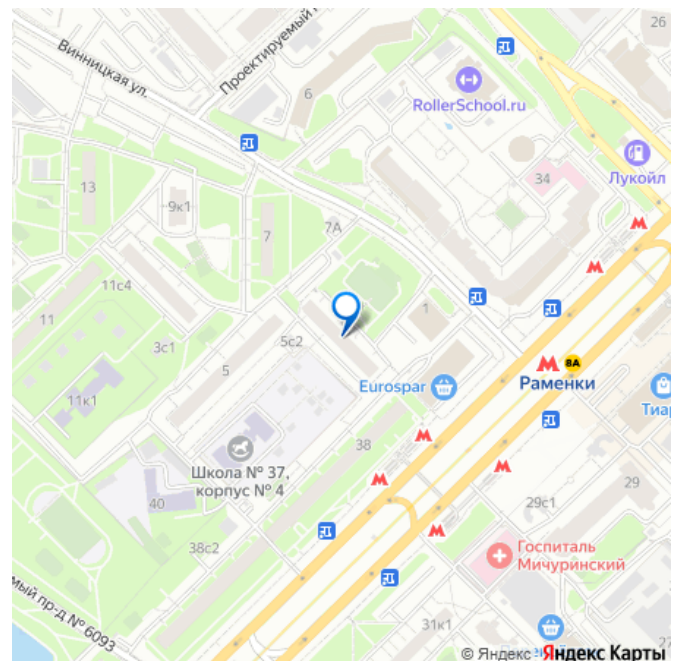 26
Проектируемый п
Винницкая ул.
6
RollerSchool.ru
Лукойл
34
13
9к1
7
7А
11с4
1
11
3с1
5с2
5
8А
Раменки
Eurospar
Тиар
11к1
38
Школа № 37,
корпус № 4
29
40
29с1
38с2
Госпиталь
Мичуринский
мый пр-д № 6093
31к1
27
© Яндекс
Яндекс Карты